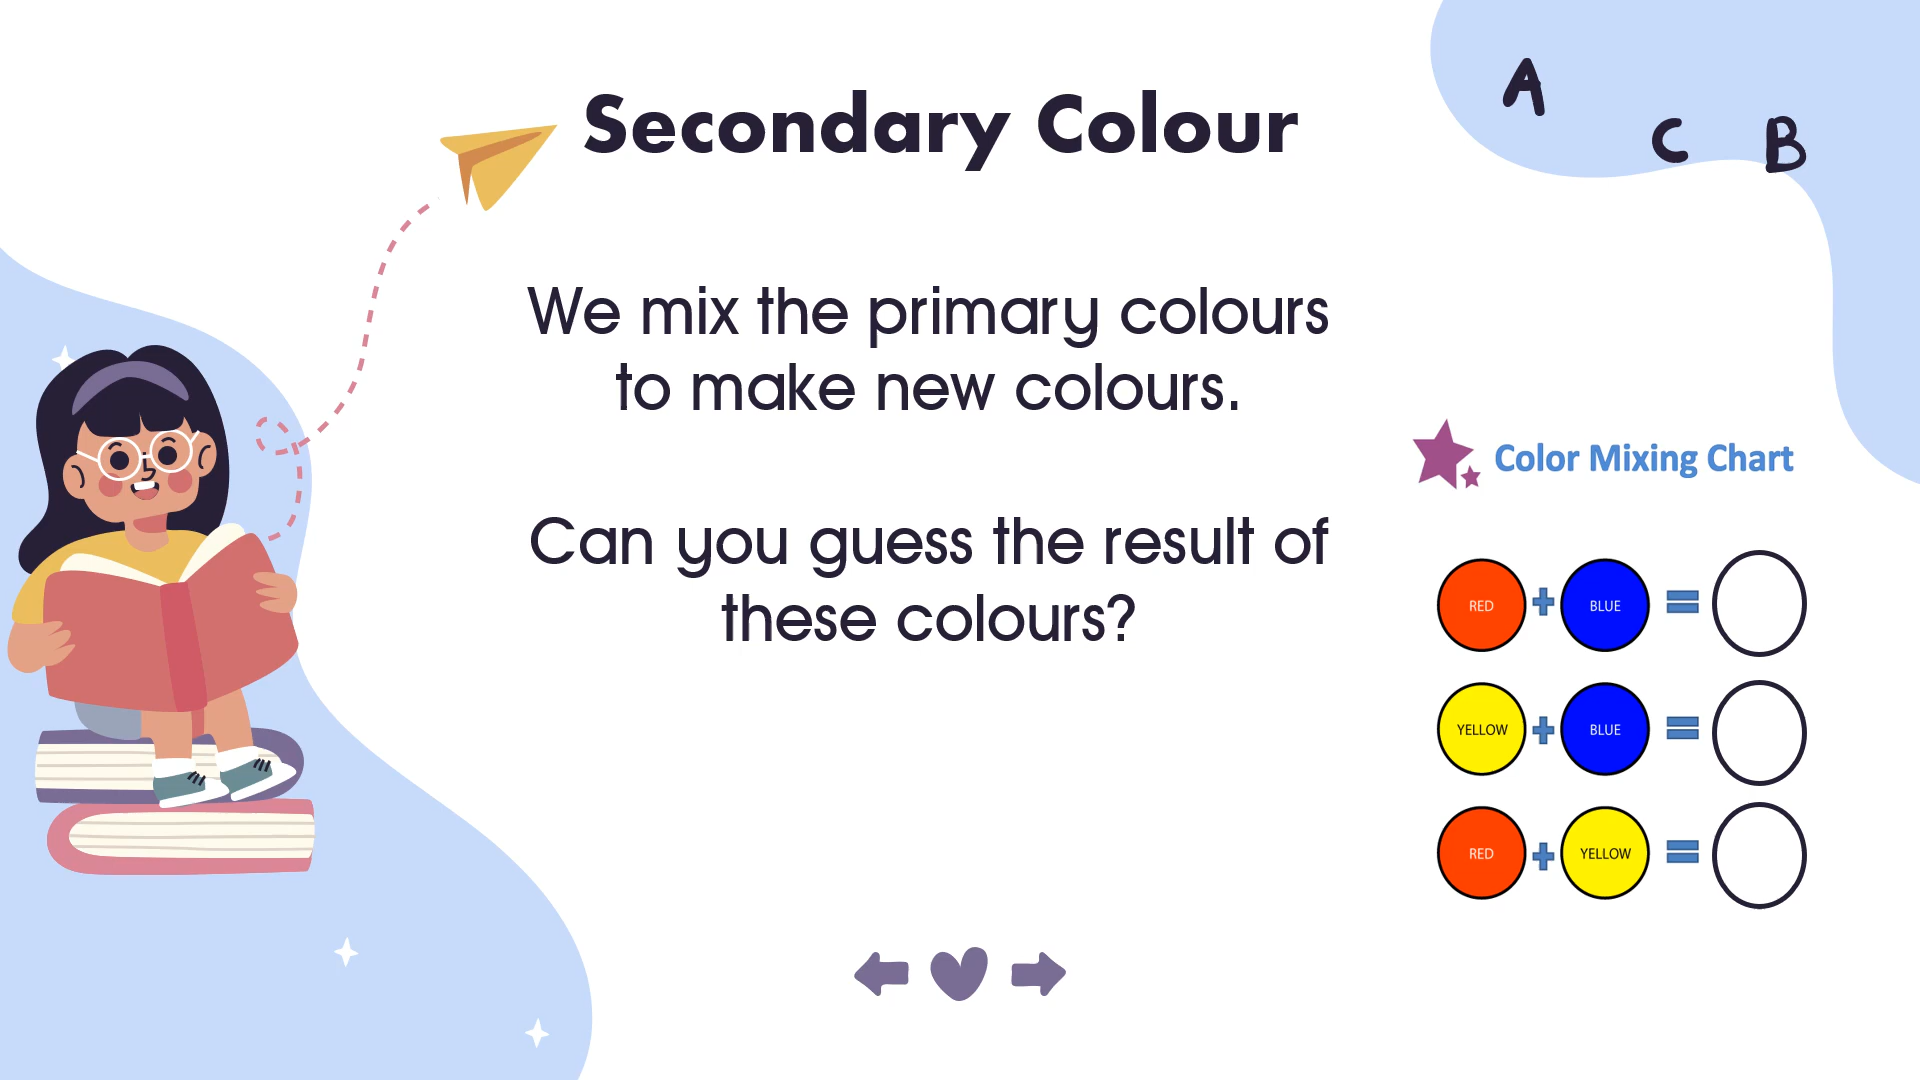 Secondary Colour
A
C B
We mix the primary colours
to make new colours.
Can you guess the result of
these colours?
Color Mixing Chart
RED + BLUE =
YELLOW + BLUE =
RED + YELLOW =